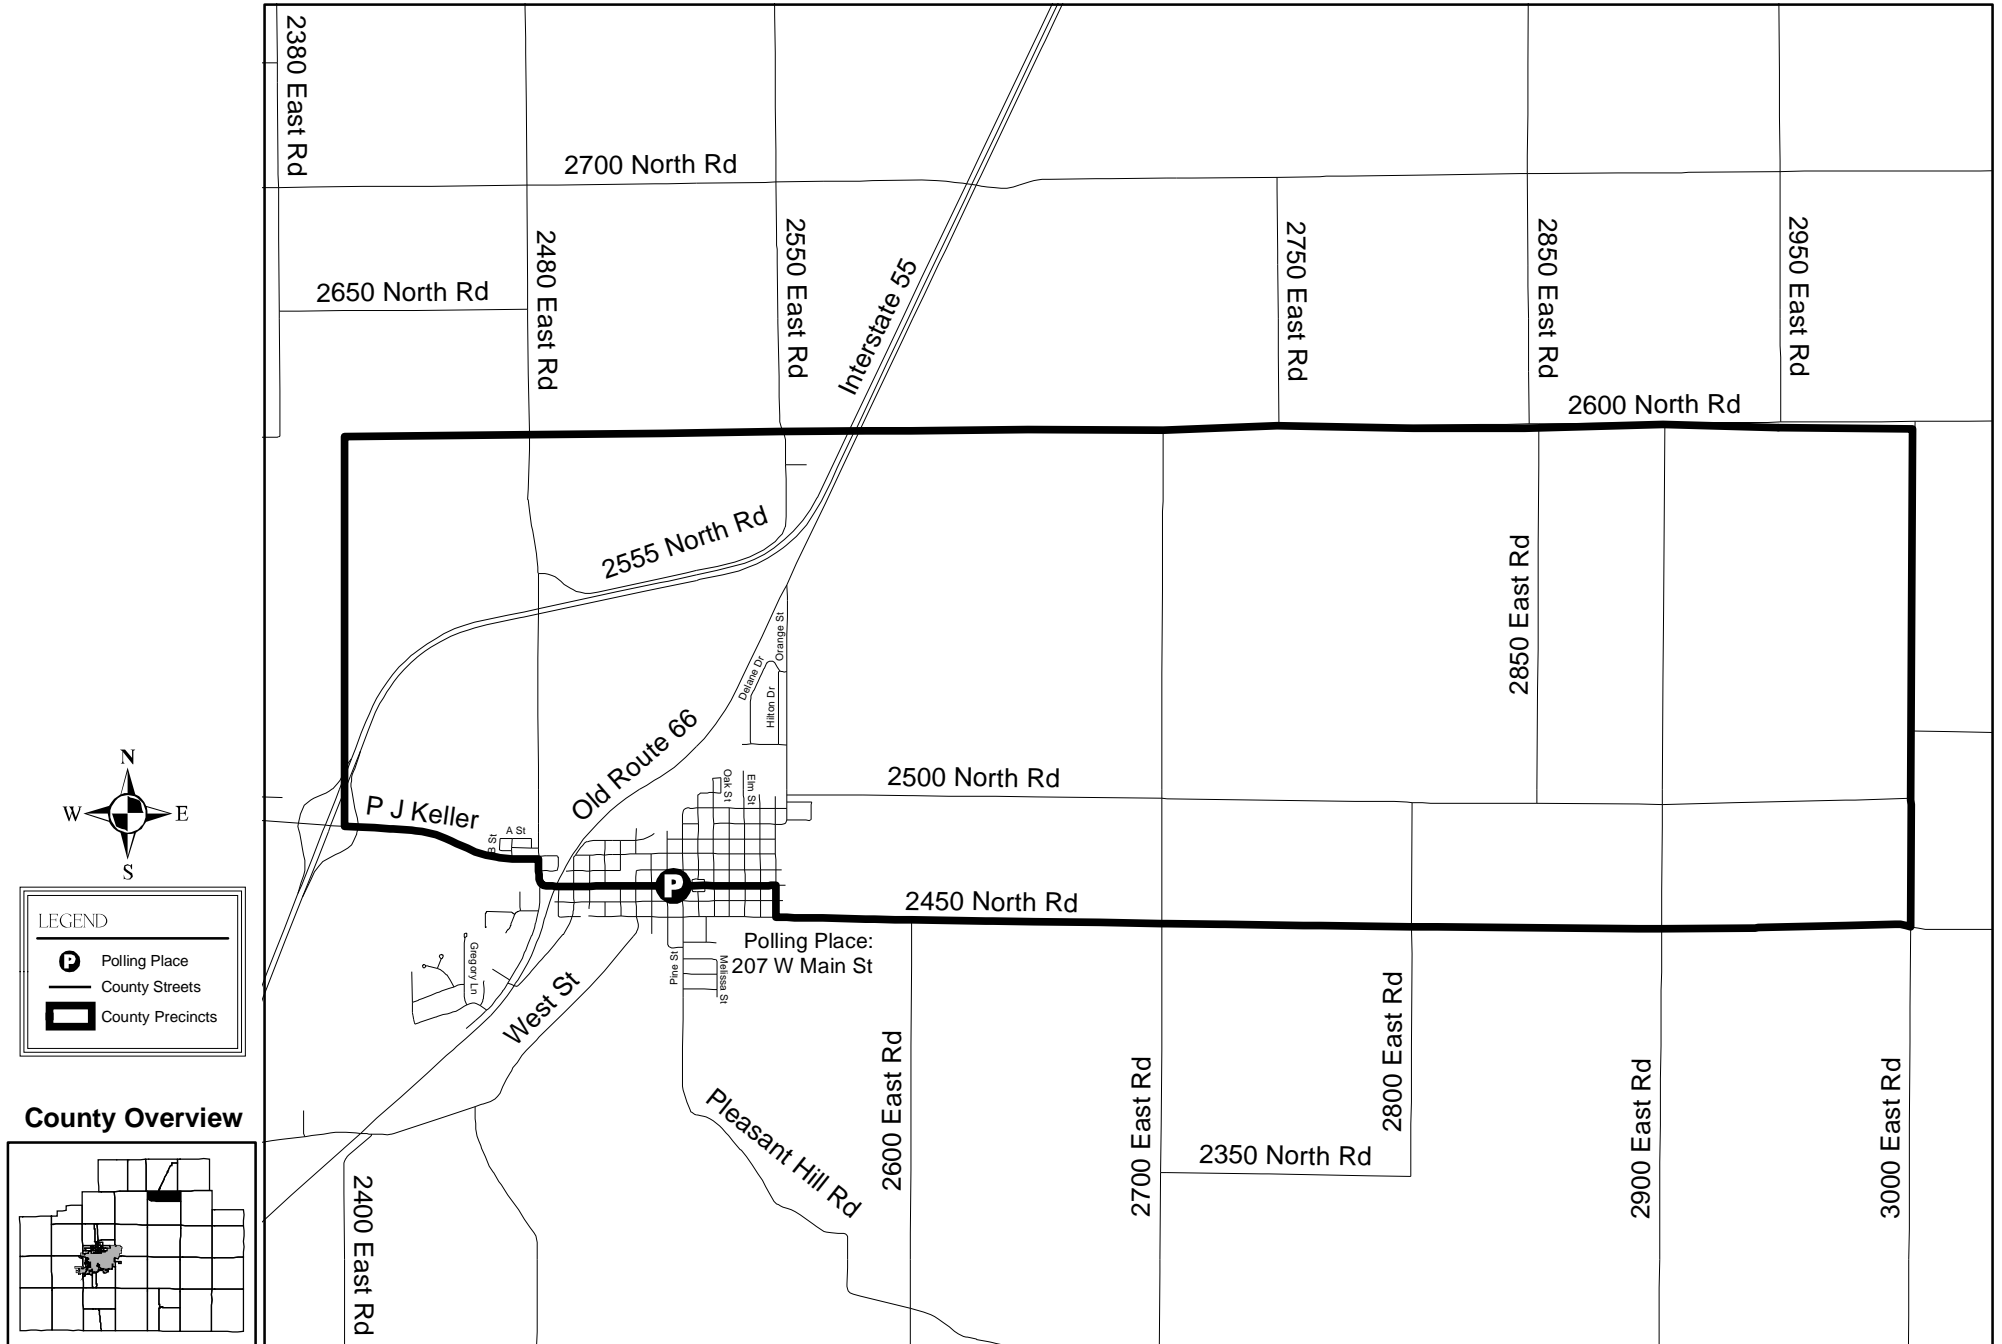 2380 East Rd
2700 North Rd
2480 East Rd
2550 East Rd
2750 East Rd
2850 East Rd
2950 East Rd
2650 North Rd
Interstate 55
2600 North Rd
2555 North Rd
2850 East Rd
Orange St
Delane Dr
Hilton Dr
Old Route 66
Oak St
Elm St
2500 North Rd
P J Keller
A St
B St
P
2450 North Rd
Polling Place:
207 W Main St
Gregory Ln
Pine St
Melissa St
West St
Pleasant Hill Rd
2600 East Rd
2700 East Rd
2800 East Rd
2900 East Rd
3000 East Rd
2350 North Rd
2400 East Rd
N
W
E
S
LEGEND
P Polling Place
County Streets
County Precincts
County Overview